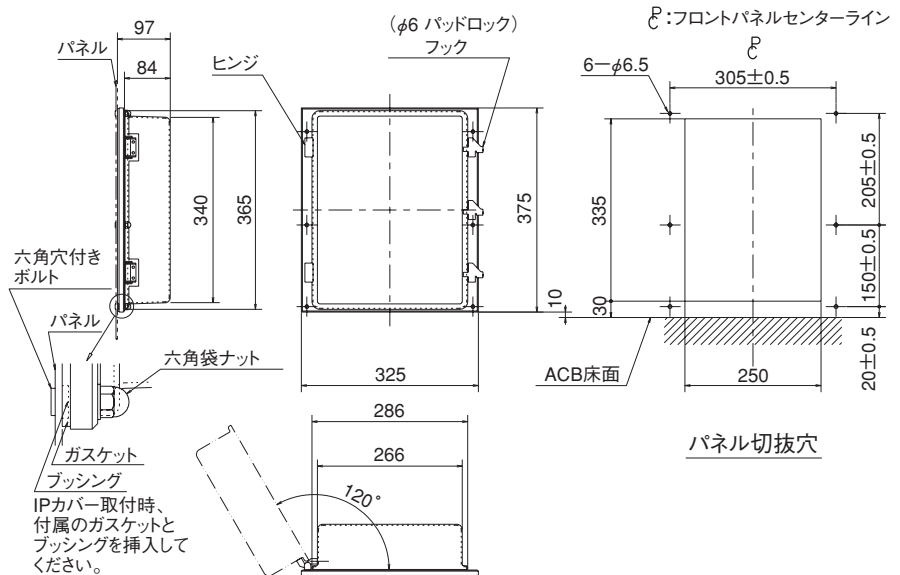 97
84
パネル
340
365
六角穴付き
ボルト
パネル
六角袋ナット
ガスケット
ブッシング
IPカバー取付時、
付属のガスケットと
ブッシングを挿入して
ください。
(φ6 パッドロック)
フック
ヒンジ
375
10
325
286
266
120°
PC:フロントパネルセンターライン
PC
6−φ6.5
305±0.5
335
30
205±0.5
150±0.5
20±0.5
ACB床面
250
パネル切抜穴